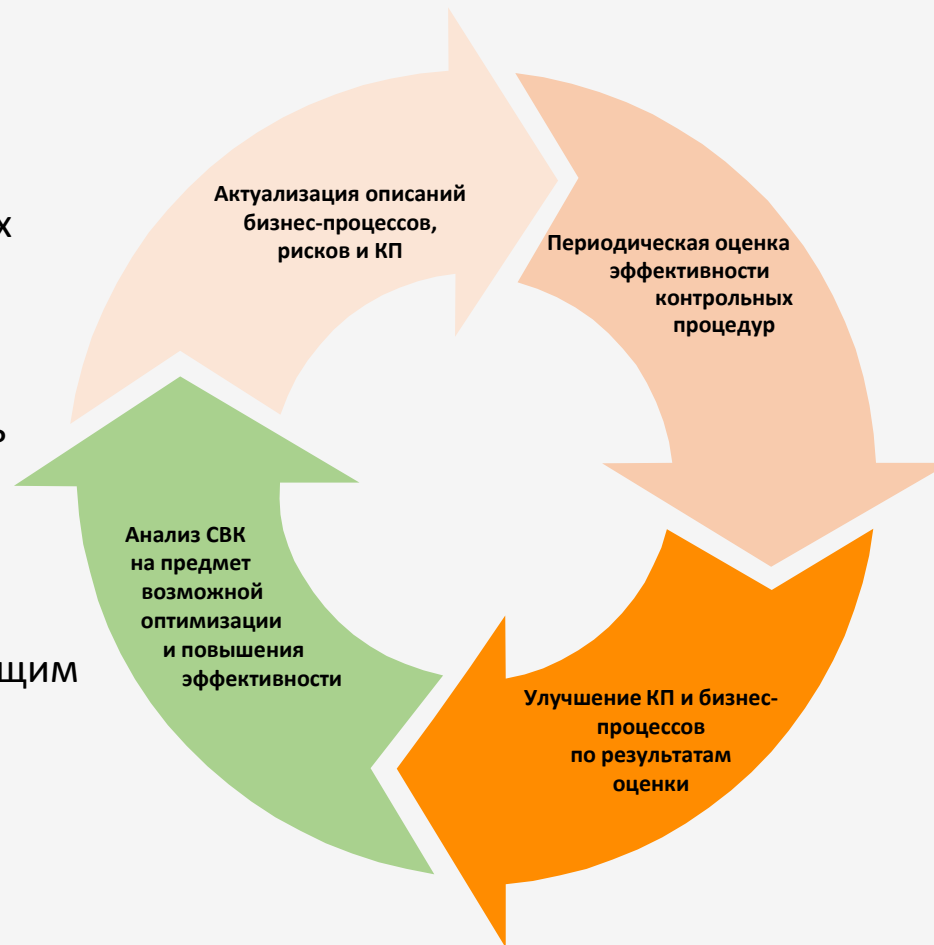 х
ь
щим
Актуализация описаний
бизнес-процессов,
рисков и КП
Периодическая оценка
эффективности
контрольных
процедур
Улучшение КП и бизнес-
процессов
по результатам
оценки
Анализ СВК
на предмет
возможной
оптимизации
и повышения
эффективности